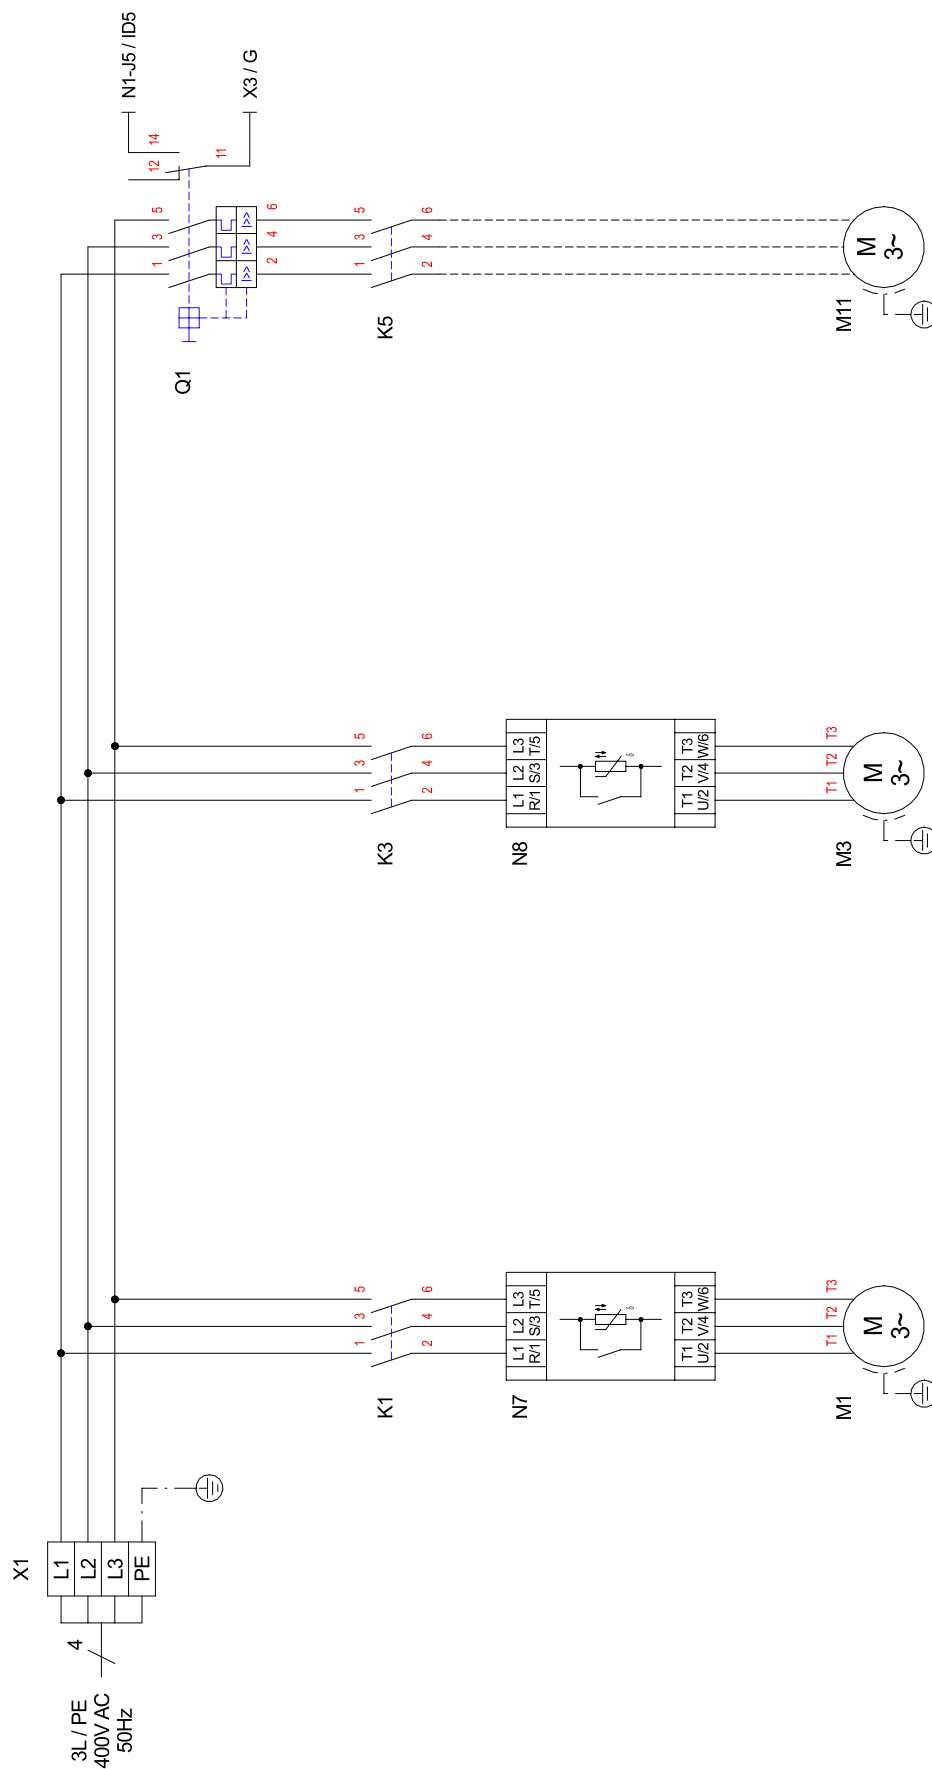 X1
3L / PE
400V AC
50Hz
4
L1
L2
L3
PE
K1
1 3 5
2 4 6
N7
L1 L2 L3
R/1 S/3 T/5
δ
T1 T2 T3
U/2 V/4 W/6
T1 T2 T3
M1
M
3~
K3
1 3 5
2 4 6
N8
L1 L2 L3
R/1 S/3 T/5
δ
T1 T2 T3
U/2 V/4 W/6
T1 T2 T3
M3
M
3~
N1-J5 / ID5
X3 / G
12 14
11
Q1
1 3 5
I>> I>> I>>
2 4 6
K5
1 3 5
2 4 6
M11
M
3~